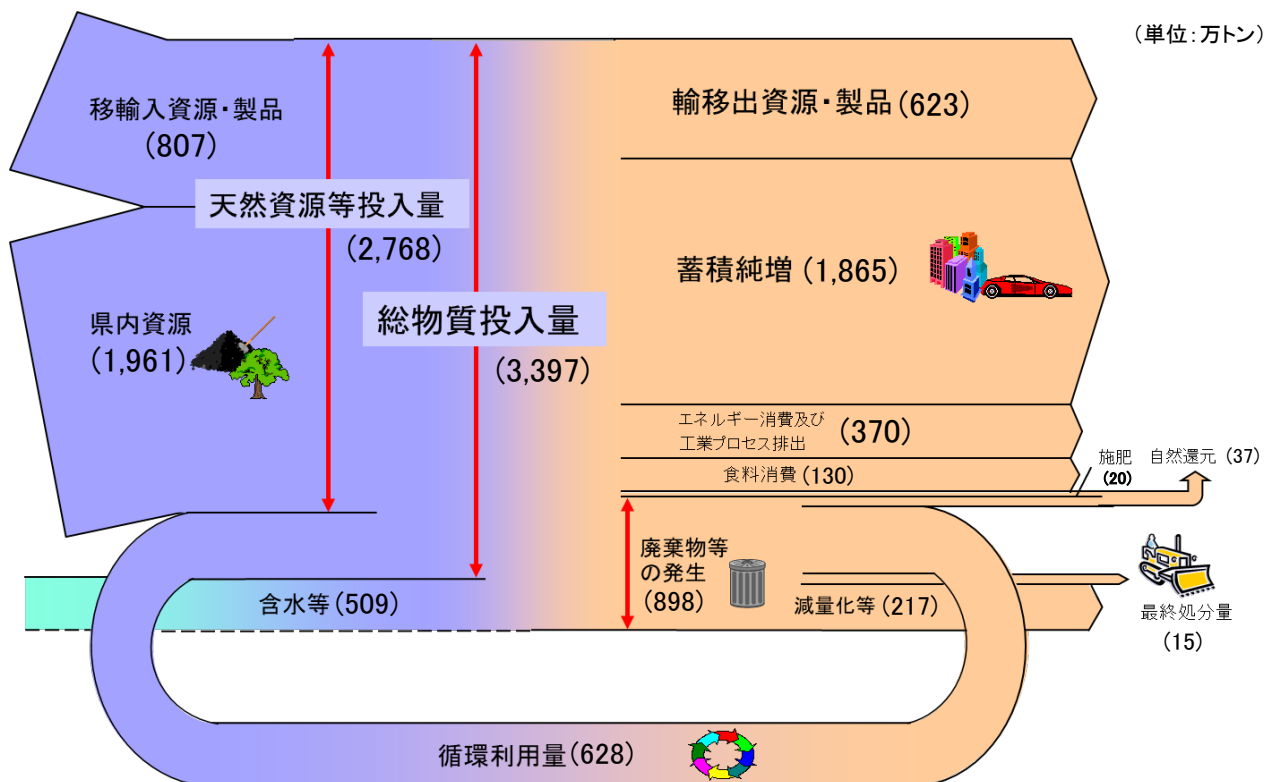 (単位:万トン)
移輸入資源・製品
(807)
輸移出資源・製品(623)
天然資源等投入量
(2,768)
蓄積純増(1,865)
総物質投入量
(3,397)
県内資源
(1,961)
エネルギー消費及び
工業プロセス排出
(370)
食料消費(130)
施肥
(20)
自然還元(37)
廃棄物等
の発生
(898)
含水等(509)
減量化等(217)
最終処分量
(15)
循環利用量(628)